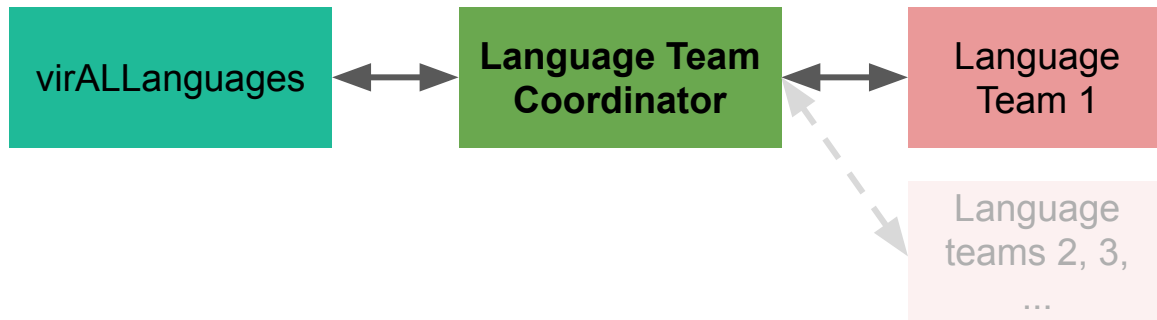 virALLanguages
Language Team
Coordinator
Language
Team 1
Language
teams 2, 3,
...